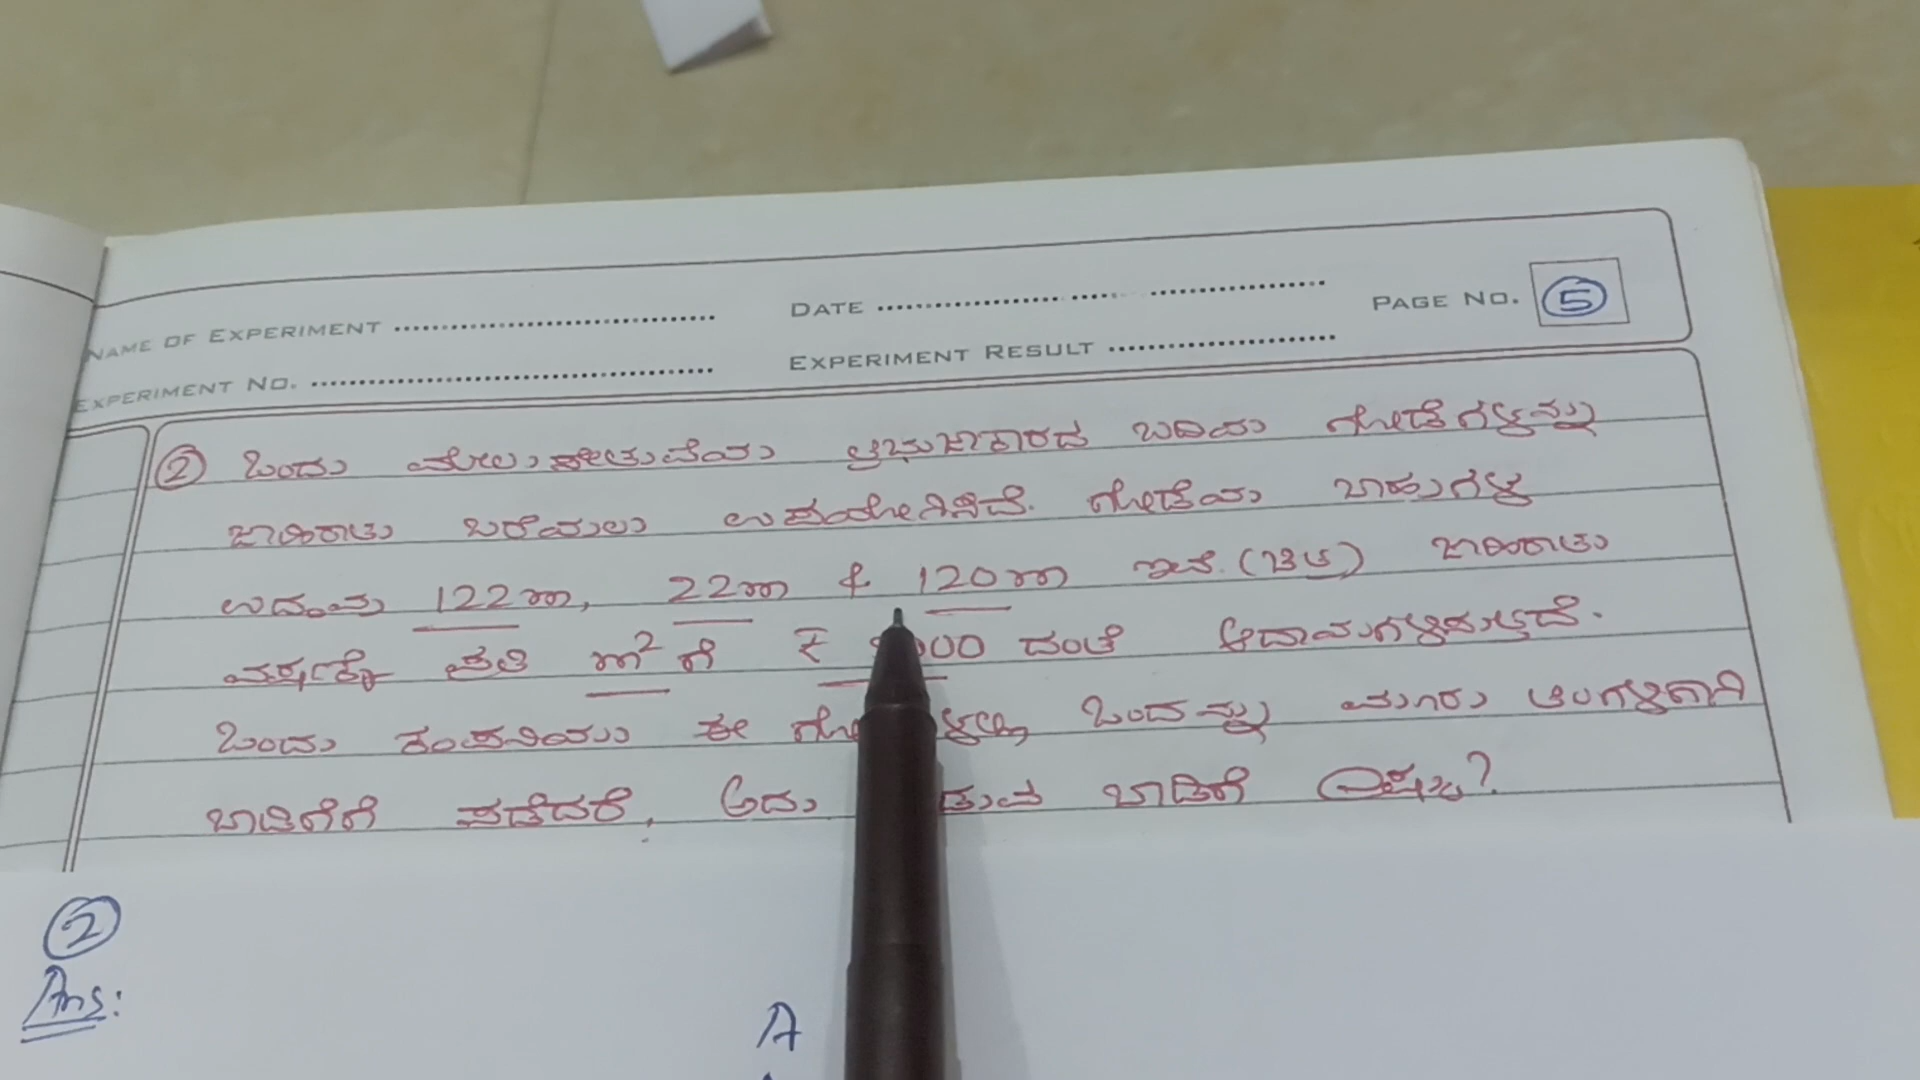 NAME OF EXPERIMENT
DATE
PAGE NO. 5
EXPERIMENT NO.
EXPERIMENT RESULT
② ಒಂದು ಮೇಲು ಸೇತುವೆಯ ತ್ರಿಭುಜಾಕಾರದ ಬದಿಯ ಗೋಡೆಗಳನ್ನು
ಜಾಹಿರಾತು ಬರೆಯಲು ಉಪಯೋಗಿಸಿದೆ. ಗೋಡೆಯ ಬಾಹುಗಳ
ಉದ್ದವು 122m, 22m & 120m ಇವೆ. (ಚಿತ್ರ) ಜಾಹಿರಾತು
ವರ್ಷಕ್ಕೆ ಪ್ರತಿ m² ಗೆ ₹ 000 ದಂತೆ ಆದಾಯಗಳಿಸುತ್ತದೆ.
ಒಂದು ಕಂಪನಿಯು ಈ ಒಂದನ್ನು ಮೂರು ತಿಂಗಳಿಗಾಗಿ
ಬಾಡಿಗೆಗೆ ಪಡೆದರೆ, ಅದು ಬಾಡಿಗೆ ಎಷ್ಟು?
②
Ans:
A